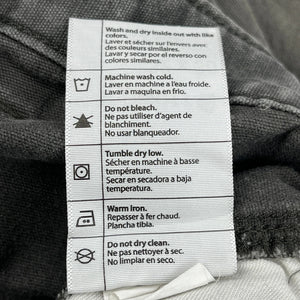 Wash and dry inside out with like
colors.
Laver et sécher sur l'envers avec
des couleurs similaires.
Lavar y secar por el reverso con
colores similares.
Machine wash cold.
Laver en machine a l'eau froide.
Lavar a maquina en frio.
Do not bleach.
Ne pas utiliser d'agent de
blanchiment.
No usar blanqueador.
Tumble dry low.
Sécher en machine à basse
température.
Secar en secadora a baja
temperatura.
Warm Iron.
Repasser à fer chaud.
Plancha tibia.
Do not dry clean.
Ne pas nettoyer à sec.
No limpiar en seco.